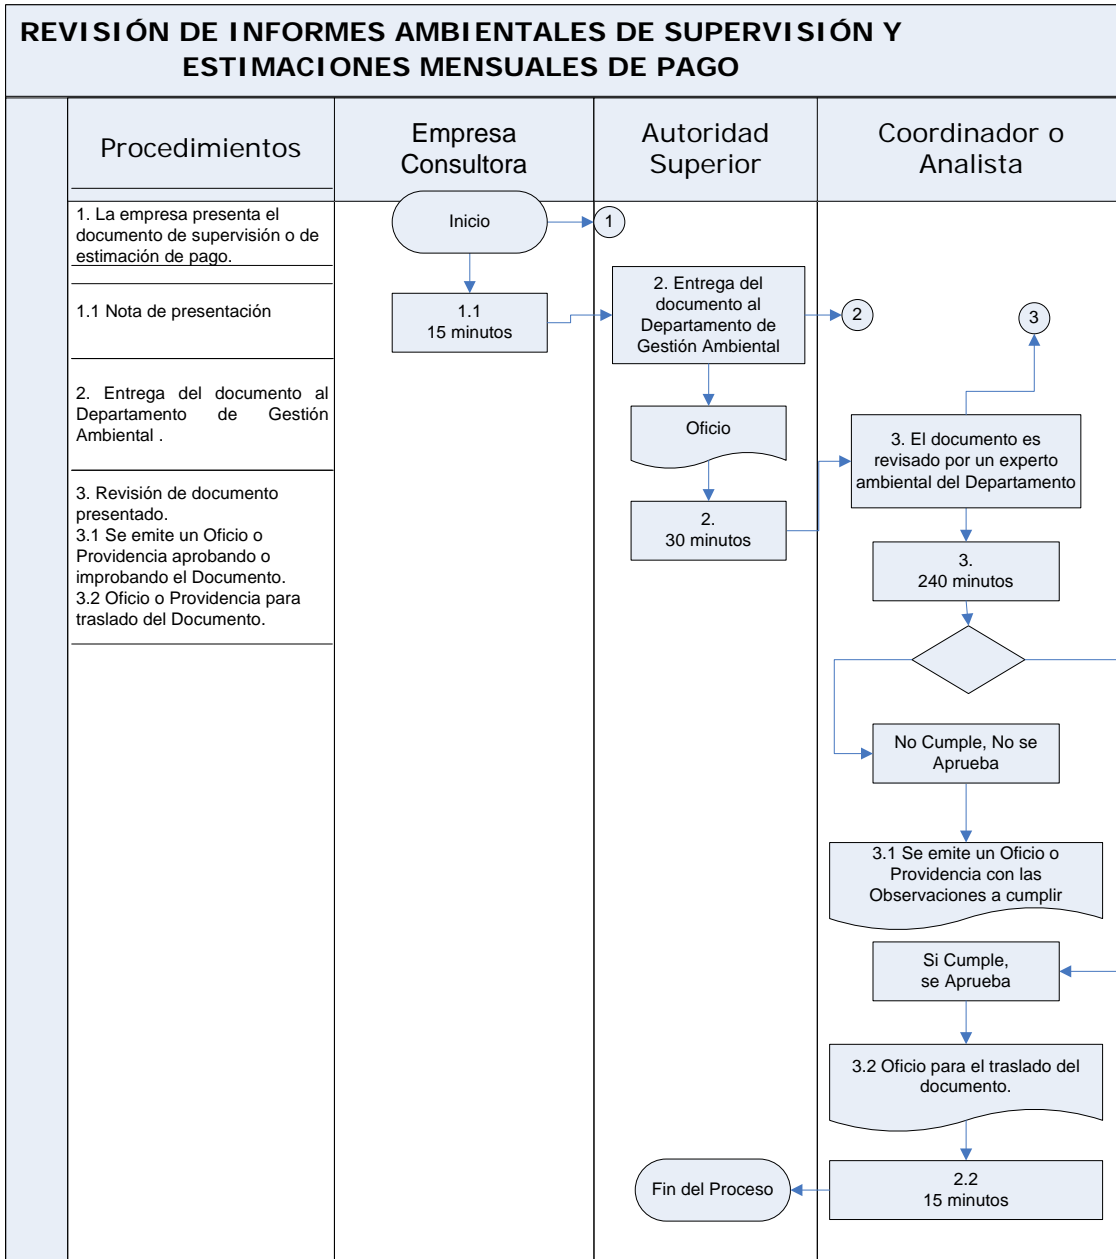 REVISIÓN DE INFORMES AMBIENTALES DE SUPERVISIÓN Y
ESTIMACIONES MENSUALES DE PAGO
Procedimientos
Empresa
Consultora
Autoridad
Superior
Coordinador o
Analista
1. La empresa presenta el
documento de supervisión o de
estimación de pago.
1.1 Nota de presentación
2. Entrega del documento al
Departamento de Gestión
Ambiental .
3. Revisión de documento
presentado.
3.1 Se emite un Oficio o
Providencia aprobando o
improbando el Documento.
3.2 Oficio o Providencia para
traslado del Documento.
Inicio
1
1.1
15 minutos
2. Entrega del
documento al
Departamento de
Gestión Ambiental
2
Oficio
2.
30 minutos
3
3. El documento es
revisado por un experto
ambiental del Departamento
3.
240 minutos
No Cumple, No se
Aprueba
3.1 Se emite un Oficio o
Providencia con las
Observaciones a cumplir
Si Cumple,
se Aprueba
3.2 Oficio para el traslado del
documento.
2.2
15 minutos
Fin del Proceso